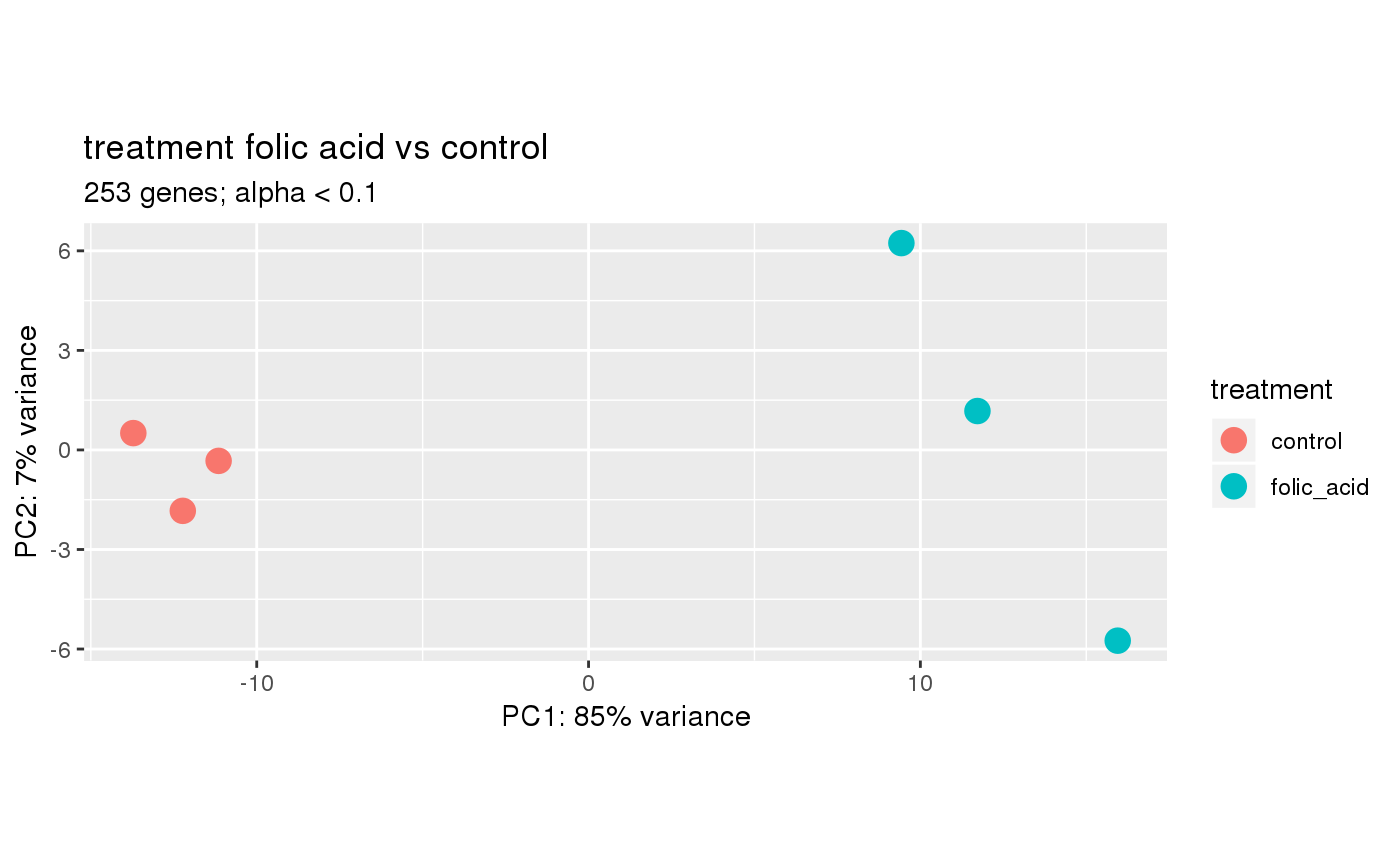 treatment folic acid vs control
253 genes; alpha < 0.1
PC2: 7% variance
6
3
0
-3
-6
-10
0
10
PC1: 85% variance
treatment
control
folic_acid